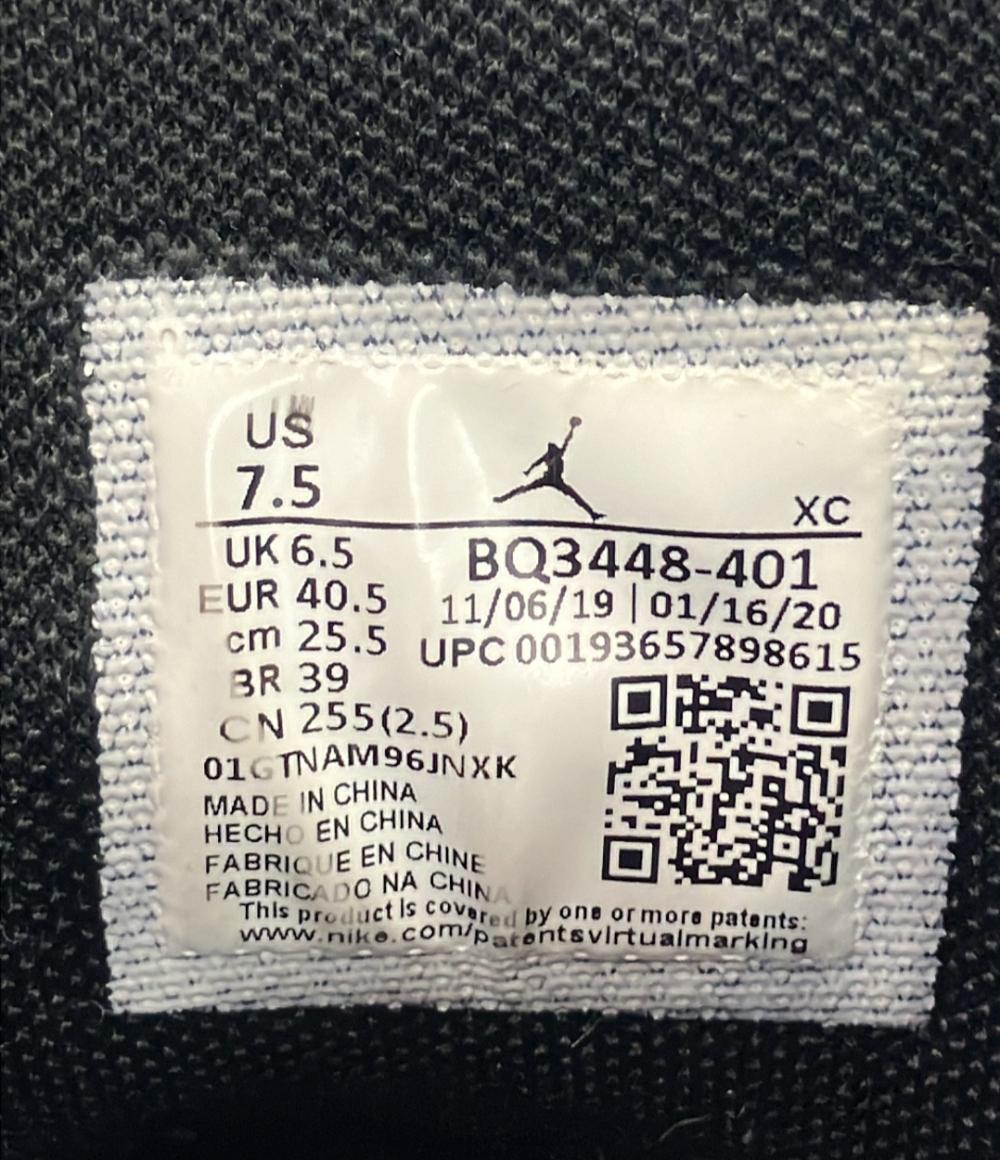 US
7.5
XC
UK 6.5
EUR 40.5
cm 25.5
BR 39
CN 255(2.5)
BQ3448-401
11/06/19 | 01/16/20
UPC 00193657898615
01GTNAM96JNXK
MADE IN CHINA
HECHO EN CHINA
FABRIQUE EN CHINE
FABRICADO NA CHINA
This product is covered by one or more patents:
www.nike.com/patentsvirtualmarking